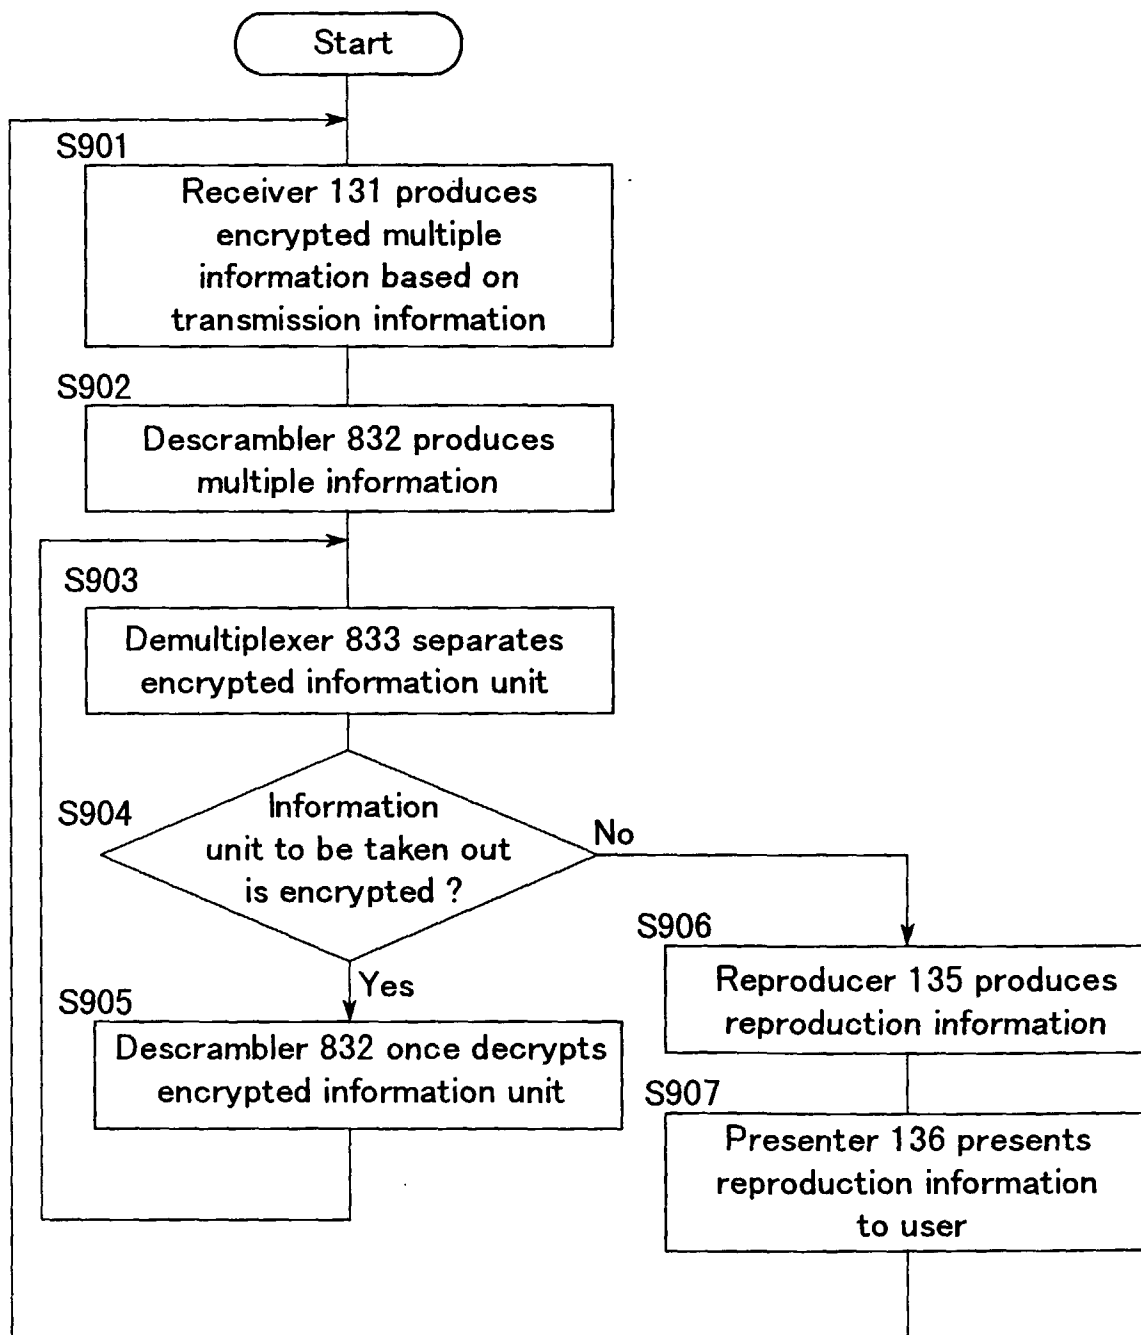 Start
S901
Receiver 131 produces
encrypted multiple
information based on
transmission information
S902
Descrambler 832 produces
multiple information
S903
Demultiplexer 833 separates
encrypted information unit
S904
Information
unit to be taken out
is encrypted ?
No
Yes
S905
Descrambler 832 once decrypts
encrypted information unit
S906
Reproducer 135 produces
reproduction information
S907
Presenter 136 presents
reproduction information
to user